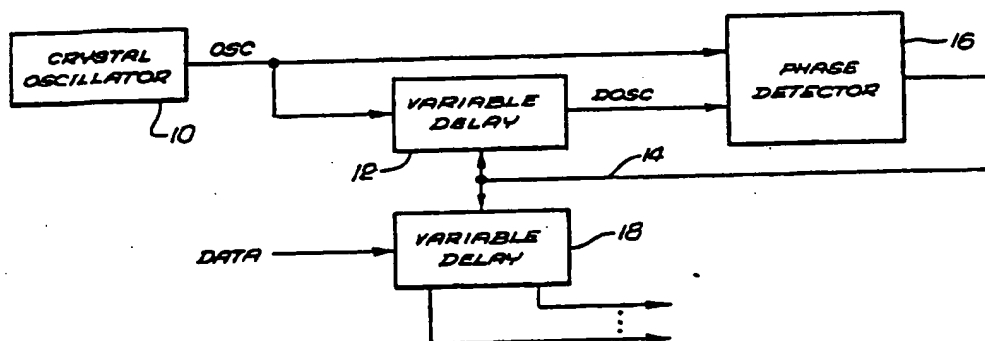 CRYSTAL
OSCILLATOR
10
OSC
VARIABLE
DELAY
12
DOSC
PHASE
DETECTOR
16
14
DATA
VARIABLE
DELAY
18